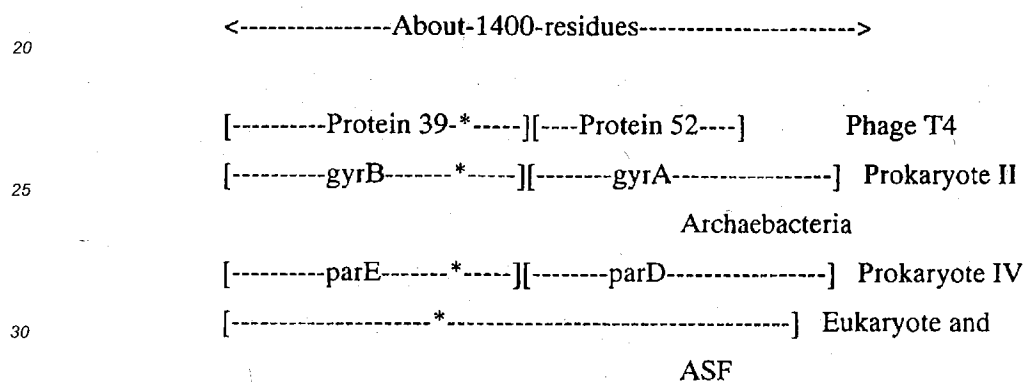 <---------------About-1400-residues---------------------->
20
[----------Protein 39-*-----][----Protein 52----] Phage T4
[----------gyrB-------*-----][--------gyrA----------------] Prokaryote II
25
Archaebacteria
[----------parE-------*-----][--------parD----------------] Prokaryote IV
[---------------------*-----------------------------------] Eukaryote and
30
ASF